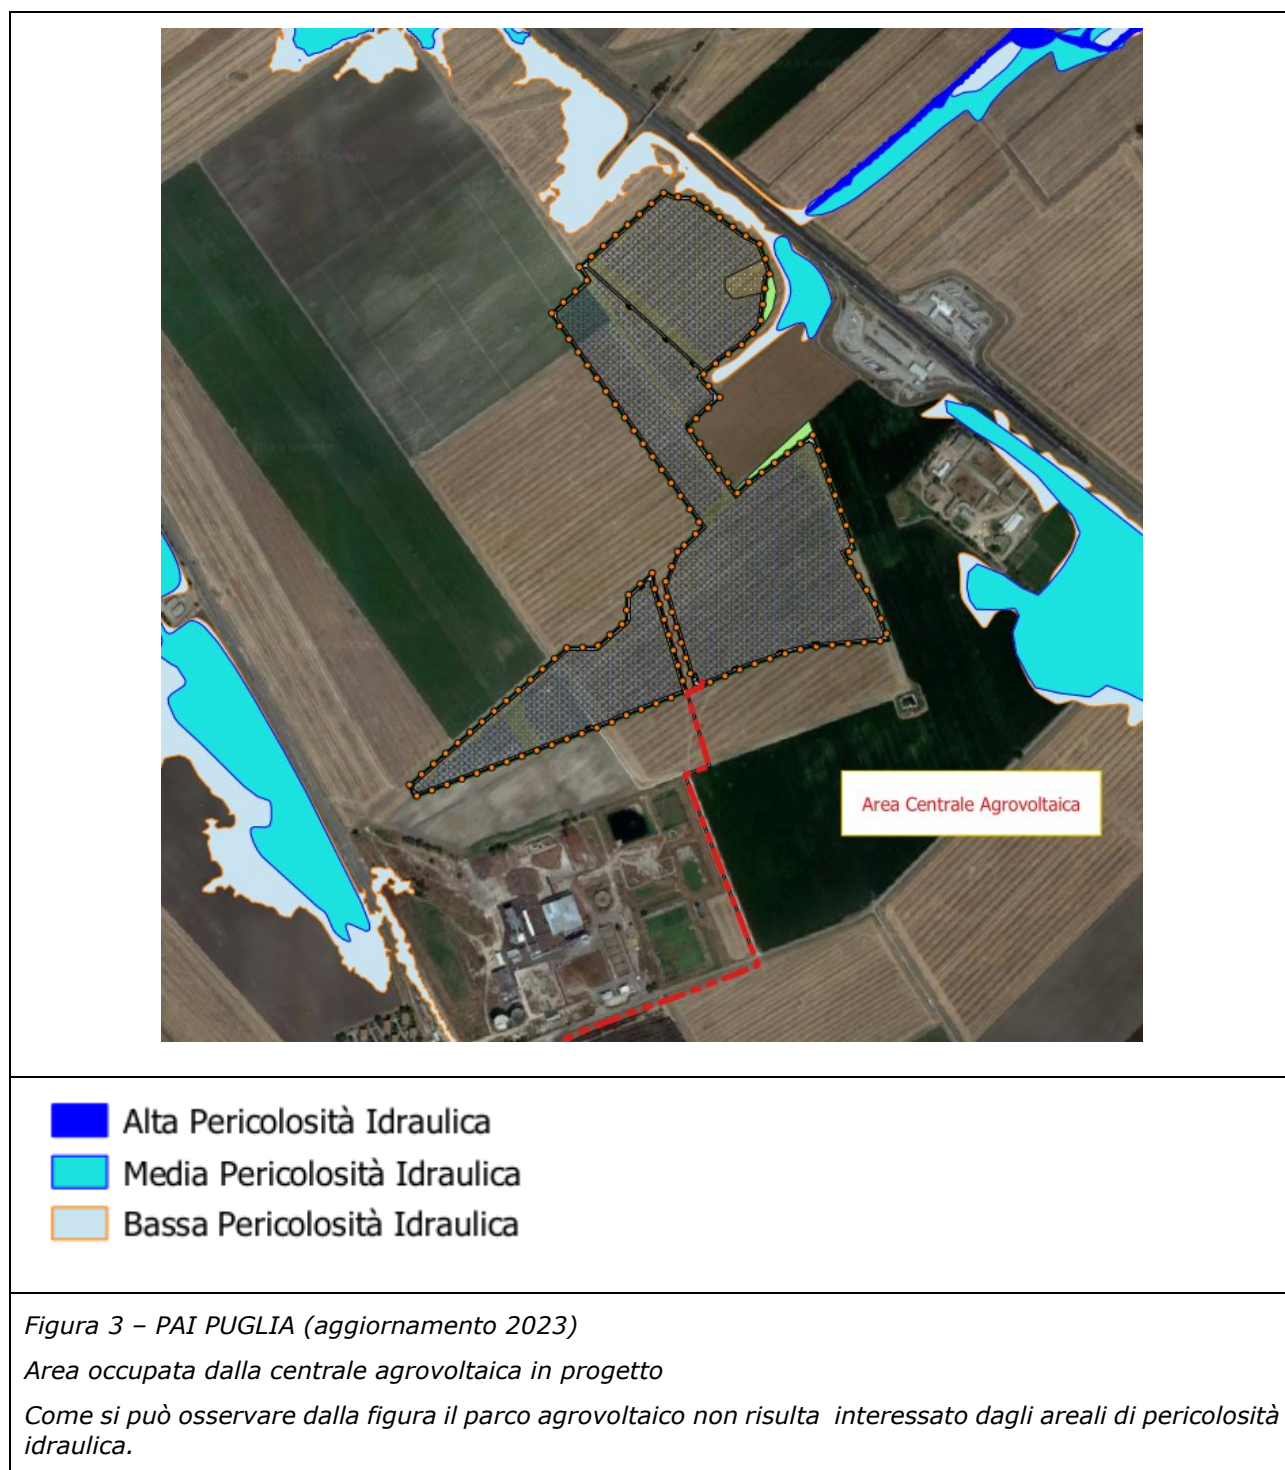 Area Centrale Agrovoltaica
Alta Pericolosità Idraulica
Media Pericolosità Idraulica
Bassa Pericolosità Idraulica
Figura 3 – PAI PUGLIA (aggiornamento 2023)
Area occupata dalla centrale agrovoltaica in progetto
Come si può osservare dalla figura il parco agrovoltaico non risulta interessato dagli areali di pericolosità
idraulica.